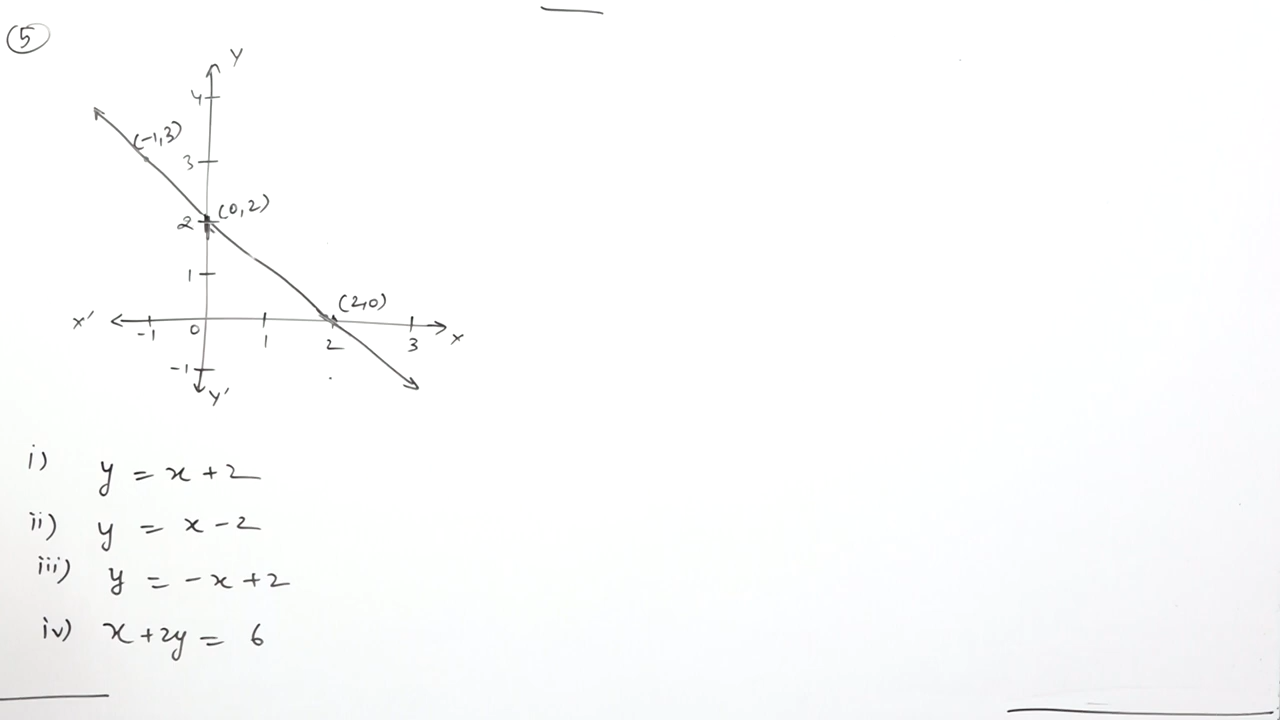 5
Y
4
(-1,3)
3
(0,2)
2
1
(2,0)
X' -1 0 1 2 3 X
-1
Y'
i) y = x + 2
ii) y = x - 2
iii) y = -x + 2
iv) x + 2y = 6